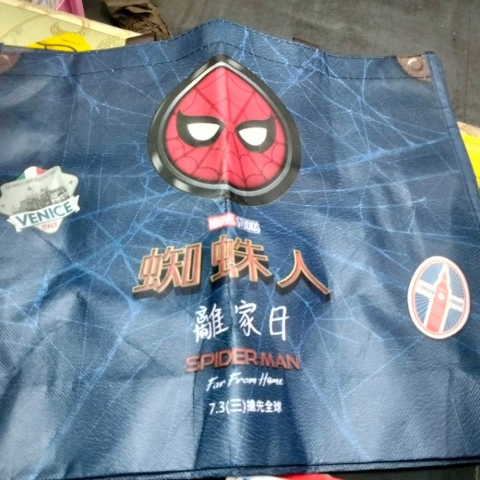 VENICE
ITALY
MARVEL STUDIOS
蜘蛛人
離家日
SPIDER-MAN
Far From Home
7.3(三)搶先全球